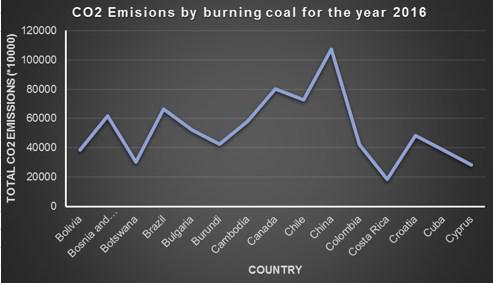 CO2 Emisions by burning coal for the year 2016
TOTAL CO2 EMISSIONS (*10000)
120000
100000
80000
60000
40000
20000
0
Bolivia
Bosnia and...
Botswana
Brazil
Bulgaria
Burundi
Cambodia
Canada
Chile
China
Colombia
Costa Rica
Croatia
Cuba
Cyprus
COUNTRY